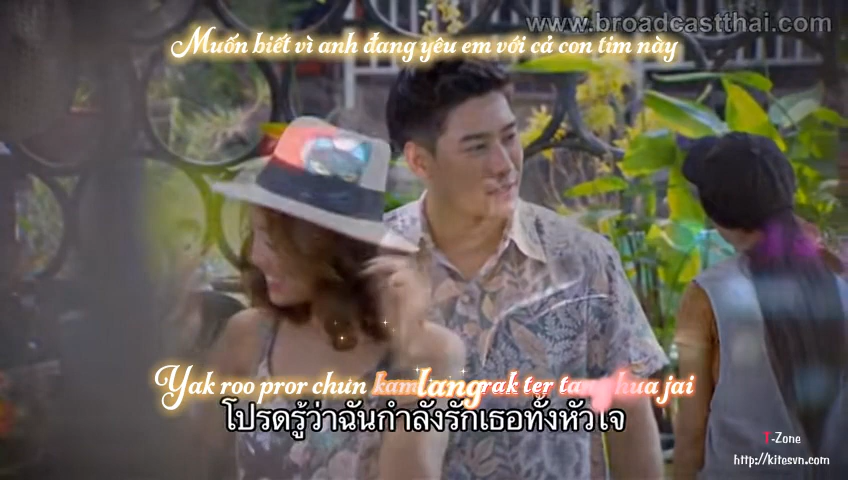 www.broadcastthai.com
Muốn biết vì anh đang yêu em với cả con tim này
Yak roo pror chun kamlang rak ter tang hua jai
โปรดรู้ว่าฉันกำลังรักเธอทั้งหัวใจ
T-Zone
http://kitesvn.com